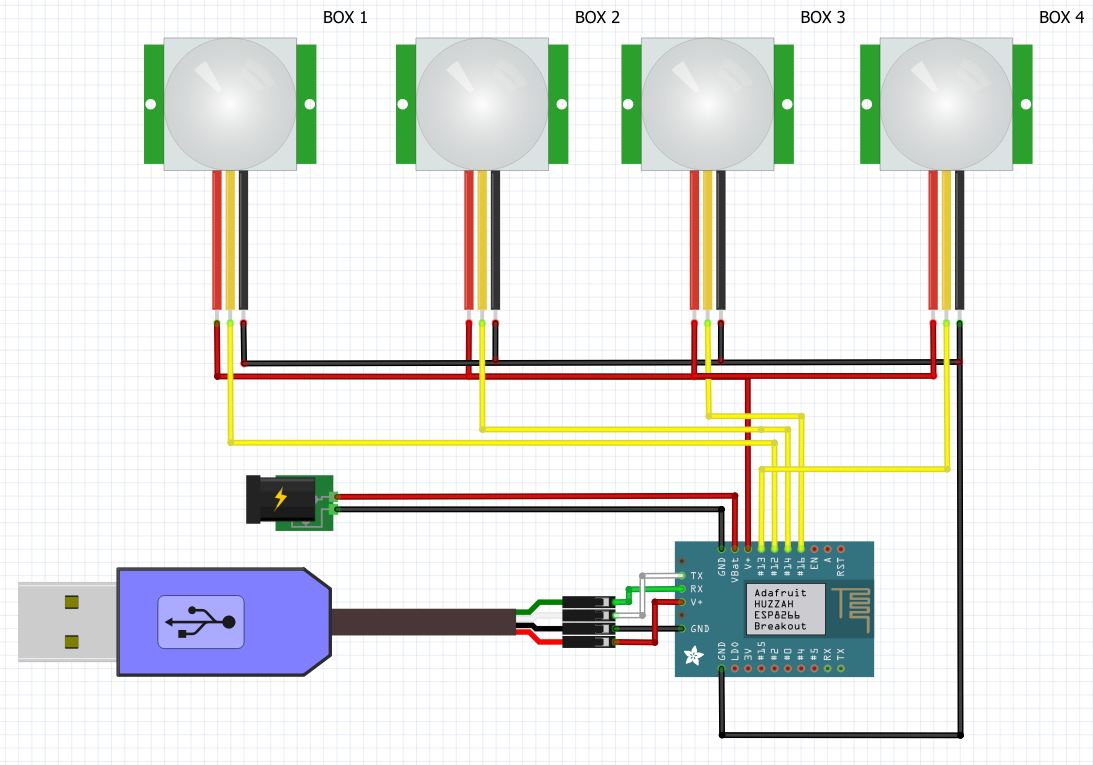 BOX 1
BOX 2
BOX 3
BOX 4
GND
VBat
V+
#13
#12
#14
#16
EN
A
RST
TX
RX
V+
GND
Adafruit
HUZZAH
ESP8266
Breakout
GND
LDO
3V
#15
#2
#0
#4
#5
RX
TX